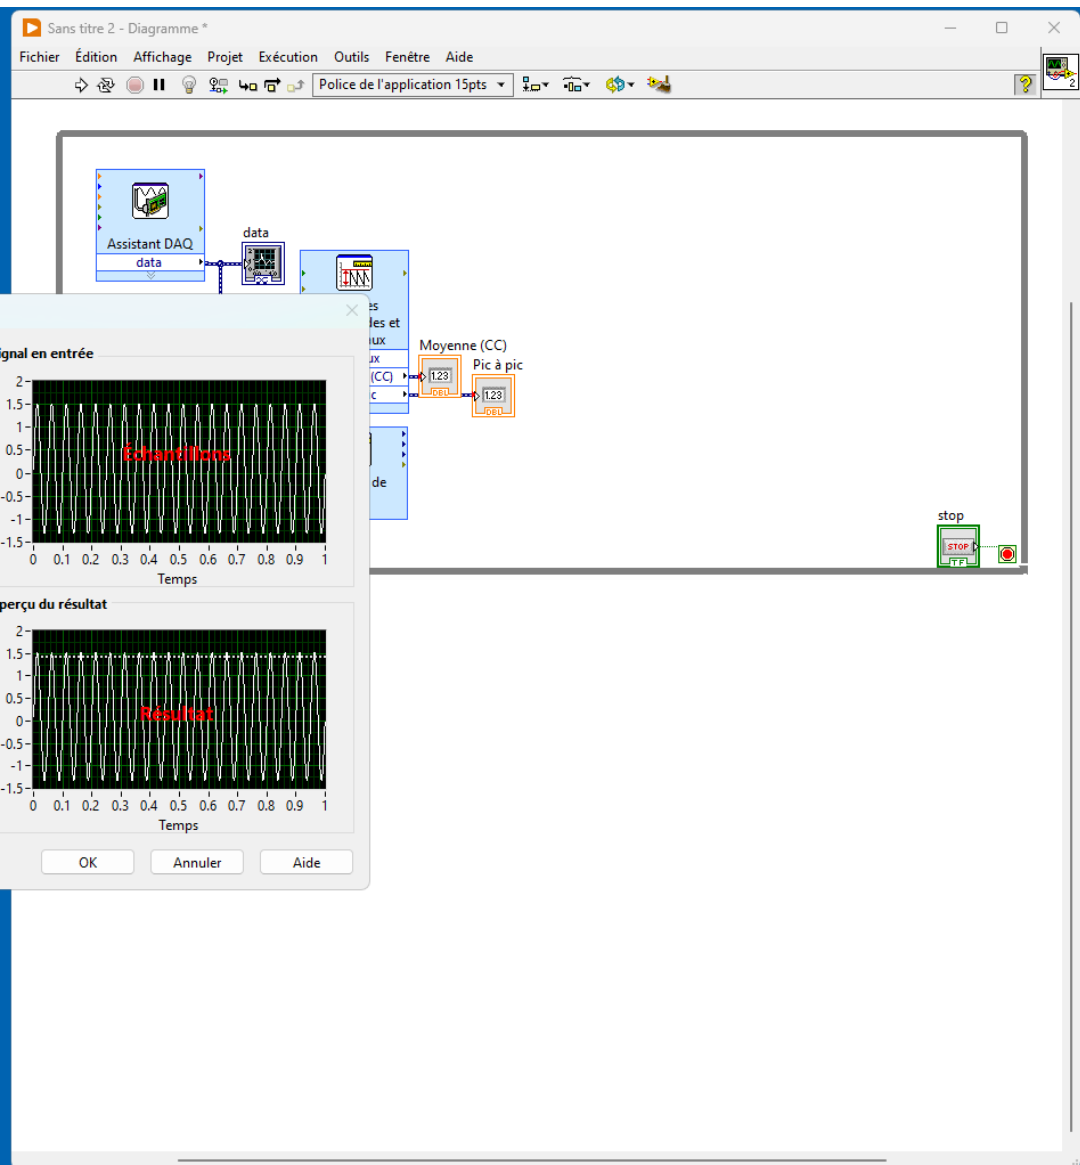 Sans titre 2 - Diagramme *
Fichier Édition Affichage Projet Exécution Outils Fenêtre Aide
Police de l'application 15pts
2
Assistant DAQ
data
data
es
des et
ux
ux
(CC)
c
Moyenne (CC)
1.23
DBL
Pic à pic
1.23
DBL
de
stop
STOP
TF
ignal en entrée
2
1.5
1
0.5
0
-0.5
-1
-1.5
Échantillons
0 0.1 0.2 0.3 0.4 0.5 0.6 0.7 0.8 0.9 1
Temps
perçu du résultat
2
1.5
1
0.5
0
-0.5
-1
-1.5
Résultat
0 0.1 0.2 0.3 0.4 0.5 0.6 0.7 0.8 0.9 1
Temps
OK Annuler Aide